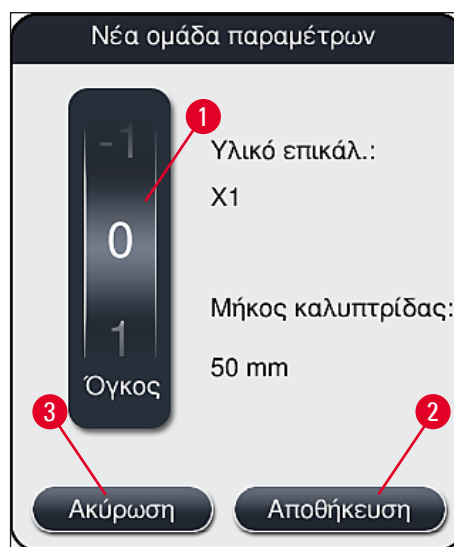 Νέα ομάδα παραμέτρων
-1
0
1
Όγκος
1
Υλικό επικάλ.:
X1
Μήκος καλυπτρίδας:
50 mm
3
2
Ακύρωση
Αποθήκευση